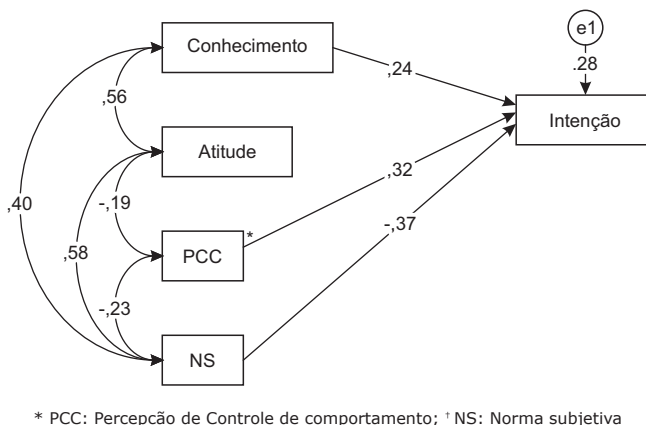 e1
Conhecimento
,24
.28
,56
Intenção
Atitude
,40
-,19
,32
-,37
PCC *
,58
-,23
NS
* PCC: Percepção de Controle de comportamento; † NS: Norma subjetiva